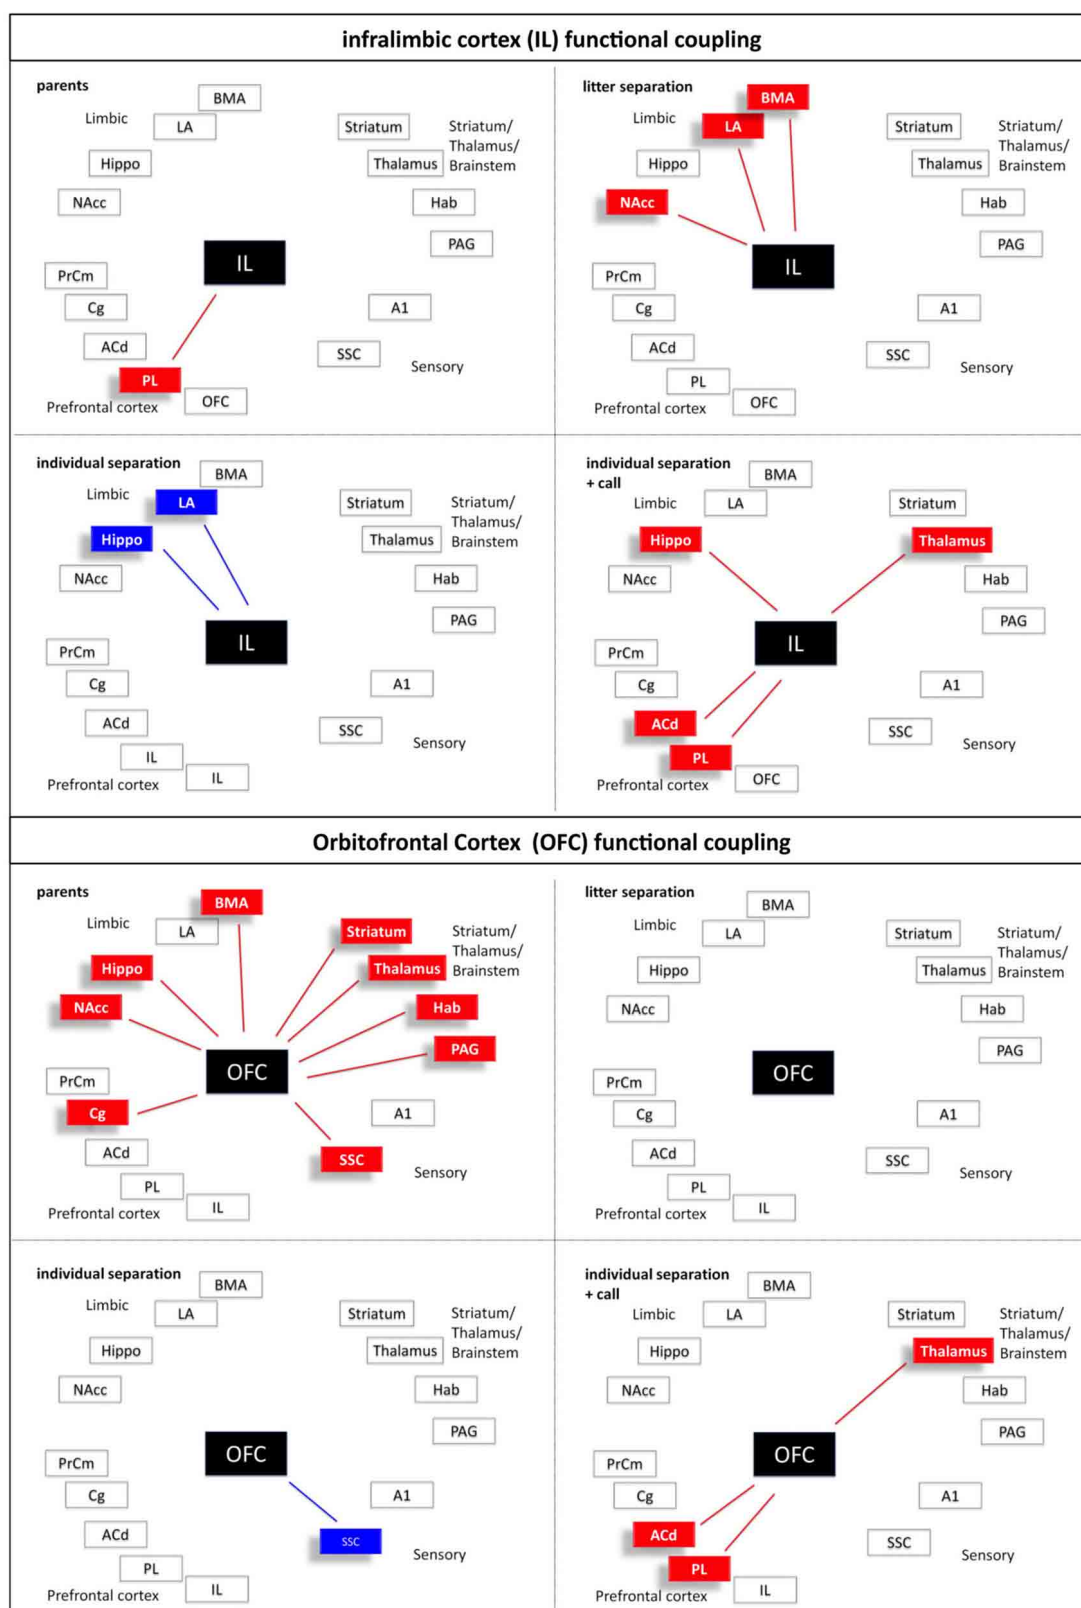 infralimbic cortex (IL) functional coupling
parents
BMA
Limbic
LA
Hippo
NAcc
Striatum
Striatum/
Thalamus/
Brainstem
Thalamus
Hab
PAG
IL
PrCm
Cg
ACd
PL
OFC
Prefrontal cortex
A1
SSC
Sensory
litter separation
BMA
Limbic
LA
Hippo
NAcc
Striatum
Striatum/
Thalamus/
Brainstem
Thalamus
Hab
PAG
IL
PrCm
Cg
ACd
PL
OFC
Prefrontal cortex
A1
SSC
Sensory
individual separation
BMA
Limbic
LA
Hippo
NAcc
Striatum
Striatum/
Thalamus/
Brainstem
Thalamus
Hab
PAG
IL
PrCm
Cg
ACd
IL
IL
Prefrontal cortex
A1
SSC
Sensory
individual separation
+ call
BMA
Limbic
LA
Hippo
NAcc
Striatum
Striatum/
Thalamus/
Brainstem
Thalamus
Hab
PAG
IL
PrCm
Cg
ACd
PL
OFC
Prefrontal cortex
A1
SSC
Sensory
Orbitofrontal Cortex (OFC) functional coupling
parents
BMA
Limbic
LA
Hippo
NAcc
Striatum
Striatum/
Thalamus/
Brainstem
Thalamus
Hab
PAG
OFC
PrCm
Cg
ACd
PL
IL
Prefrontal cortex
A1
SSC
Sensory
litter separation
BMA
Limbic
LA
Hippo
NAcc
Striatum
Striatum/
Thalamus/
Brainstem
Thalamus
Hab
PAG
OFC
PrCm
Cg
ACd
PL
IL
Prefrontal cortex
A1
SSC
Sensory
individual separation
BMA
Limbic
LA
Hippo
NAcc
Striatum
Striatum/
Thalamus/
Brainstem
Thalamus
Hab
PAG
OFC
PrCm
Cg
ACd
PL
IL
Prefrontal cortex
A1
SSC
Sensory
individual separation
+ call
BMA
Limbic
LA
Hippo
NAcc
Striatum
Striatum/
Thalamus/
Brainstem
Thalamus
Hab
PAG
OFC
PrCm
Cg
ACd
PL
IL
Prefrontal cortex
A1
SSC
Sensory